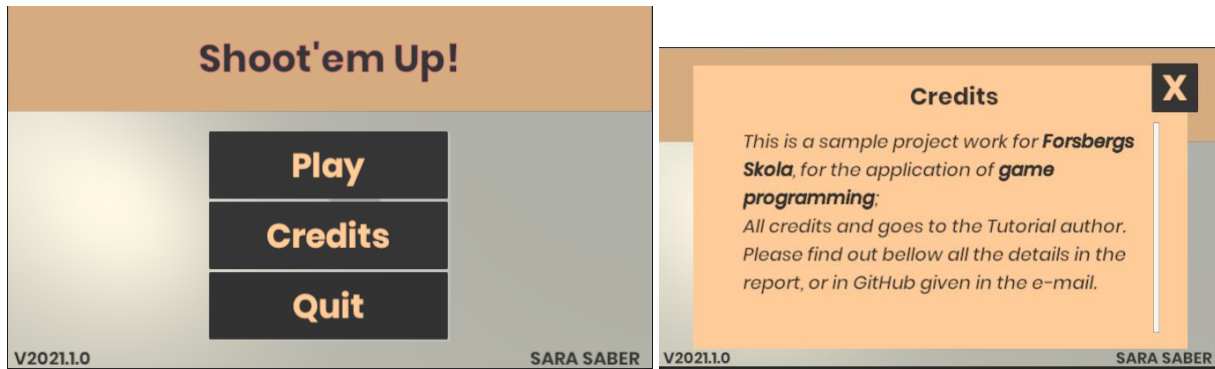 Shoot'em Up!
Play
Credits
Quit
V2021.1.0
SARA SABER
Credits
X
This is a sample project work for Forsbergs
Skola, for the application of game
programming;
All credits and goes to the Tutorial author.
Please find out bellow all the details in the
report, or in GitHub given in the e-mail.
V2021.1.0
SARA SABER